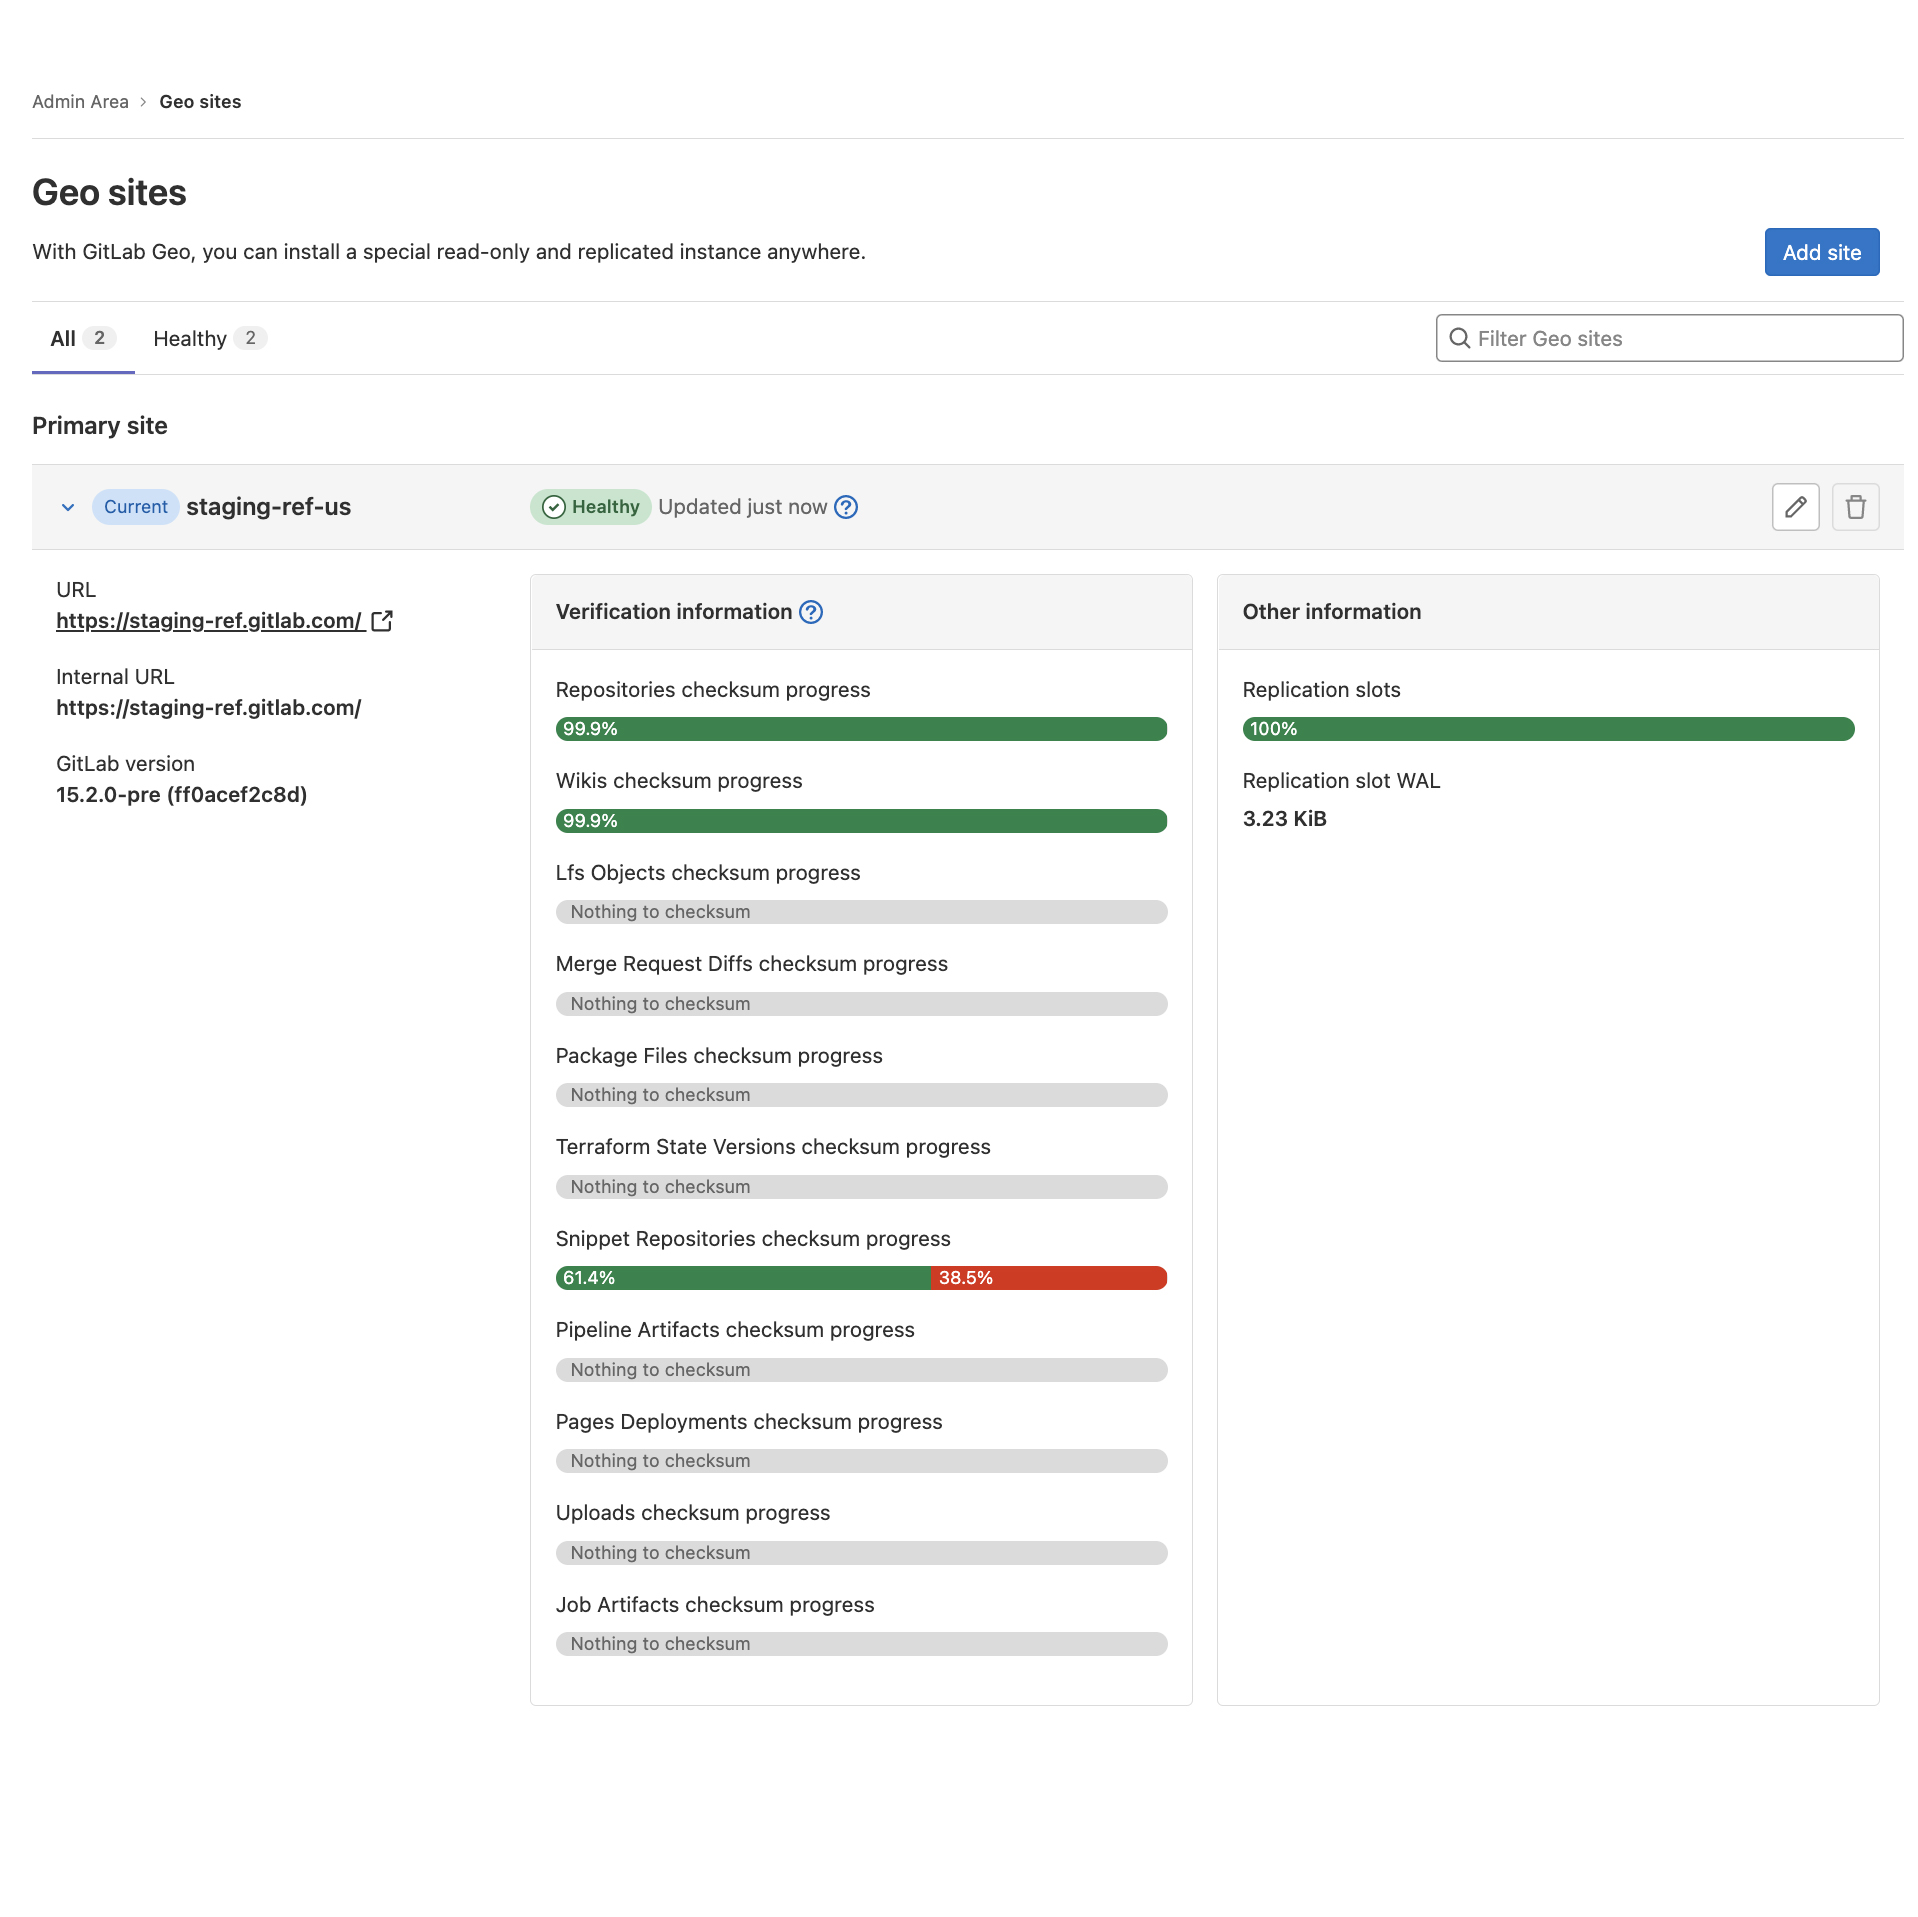 Admin Area > Geo sites
Geo sites
With GitLab Geo, you can install a special read-only and replicated instance anywhere.
Add site
All 2 Healthy 2
Filter Geo sites
Primary site
Current staging-ref-us Healthy Updated just now
URL
https://staging-ref.gitlab.com/
Internal URL
https://staging-ref.gitlab.com/
GitLab version
15.2.0-pre (ff0acef2c8d)
Verification information
Repositories checksum progress
99.9%
Wikis checksum progress
99.9%
Lfs Objects checksum progress
Nothing to checksum
Merge Request Diffs checksum progress
Nothing to checksum
Package Files checksum progress
Nothing to checksum
Terraform State Versions checksum progress
Nothing to checksum
Snippet Repositories checksum progress
61.4% 38.5%
Pipeline Artifacts checksum progress
Nothing to checksum
Pages Deployments checksum progress
Nothing to checksum
Uploads checksum progress
Nothing to checksum
Job Artifacts checksum progress
Nothing to checksum
Other information
Replication slots
100%
Replication slot WAL
3.23 KiB